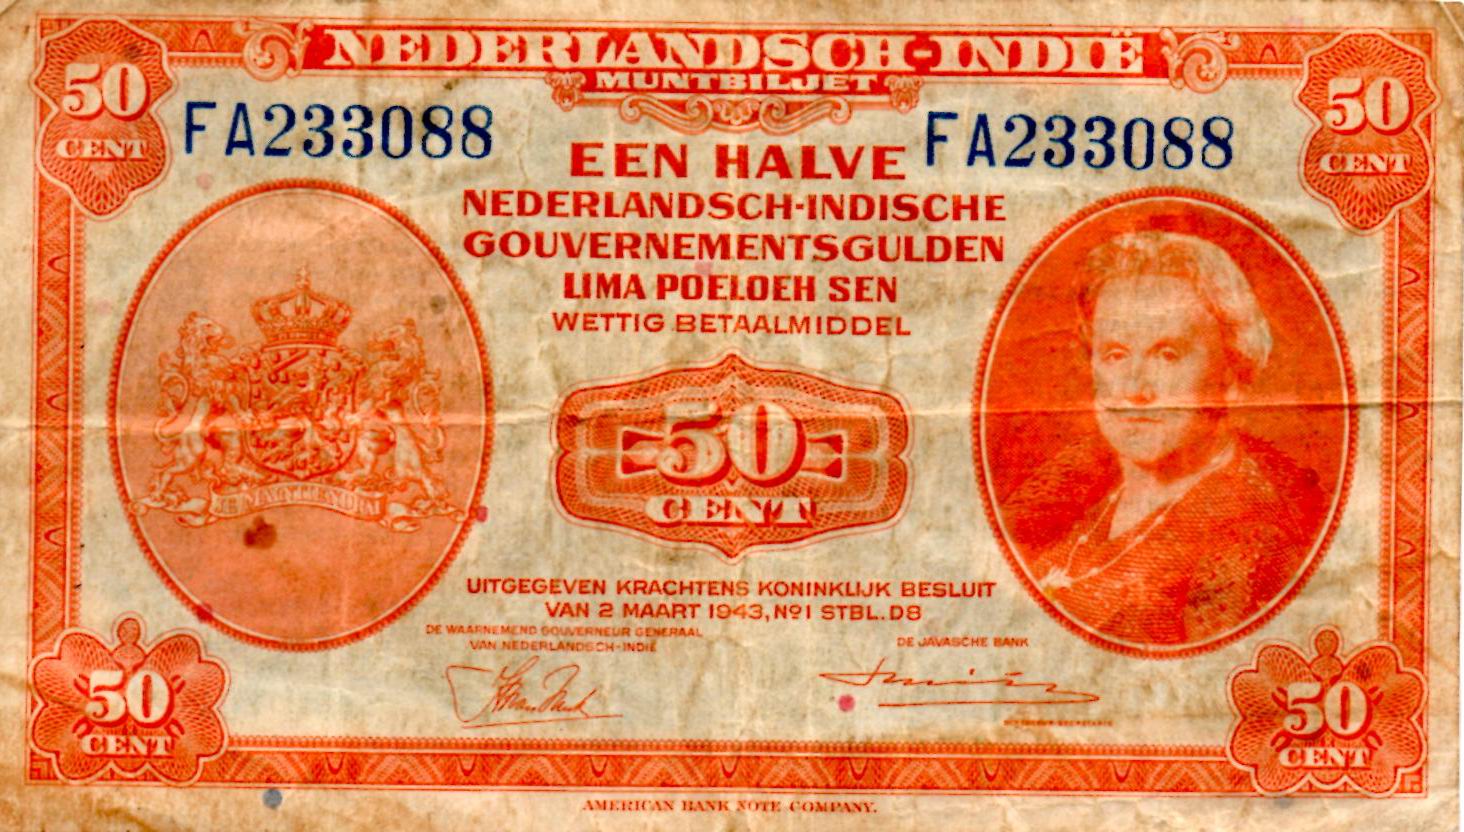 NEDERLANDSCH-INDIË
MUNTBILJET
50
CENT
50
CENT
FA233088
FA233088
EEN HALVE
NEDERLANDSCH-INDISCHE
GOUVERNEMENTSGULDEN
LIMA POELOEH SEN
WETTIG BETAALMIDDEL
50
CENT
JE MAINTIENDRAI
UITGEGEVEN KRACHTENS KONINKLIJK BESLUIT
VAN 2 MAART 1943, Nº1 STBL. D8
DE WAARNEMEND GOUVERNEUR GENERAAL
VAN NEDERLANDSCH-INDIË
DE JAVASCHE BANK
50
CENT
50
CENT
AMERICAN BANK NOTE COMPANY.